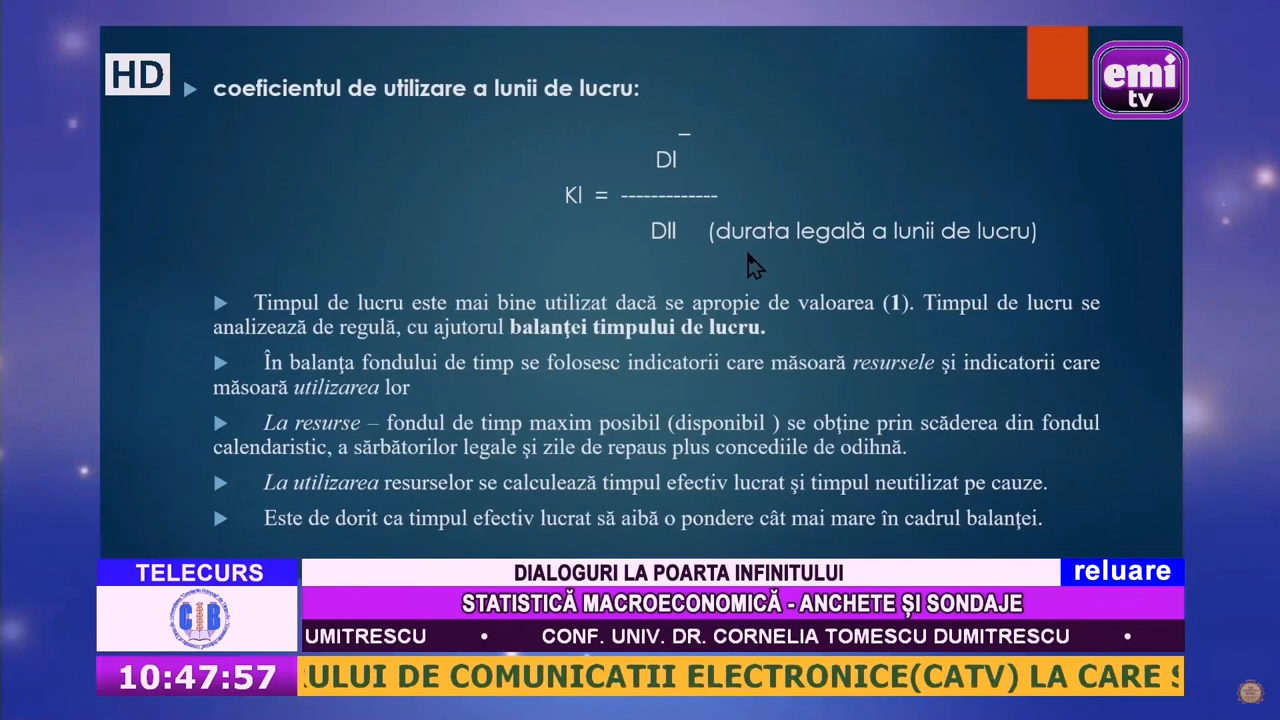 HD
coeficientul de utilizare a lunii de lucru:
emi
tv
_
Dl
Kl = -------------
Dll (durata legală a lunii de lucru)
Timpul de lucru este mai bine utilizat dacă se apropie de valoarea (1). Timpul de lucru se
analizează de regulă, cu ajutorul balanţei timpului de lucru.
În balanţa fondului de timp se folosesc indicatorii care măsoară resursele şi indicatorii care
măsoară utilizarea lor
La resurse – fondul de timp maxim posibil (disponibil ) se obţine prin scăderea din fondul
calendaristic, a sărbătorilor legale şi zile de repaus plus concediile de odihnă.
La utilizarea resurselor se calculează timpul efectiv lucrat şi timpul neutilizat pe cauze.
Este de dorit ca timpul efectiv lucrat să aibă o pondere cât mai mare în cadrul balanţei.
TELECURS
DIALOGURI LA POARTA INFINITULUI
reluare
STATISTICĂ MACROECONOMICĂ - ANCHETE ȘI SONDAJE
CB
UMITRESCU • CONF. UNIV. DR. CORNELIA TOMESCU DUMITRESCU •
10:47:57
ULUI DE COMUNICATII ELECTRONICE(CATV) LA CARE S